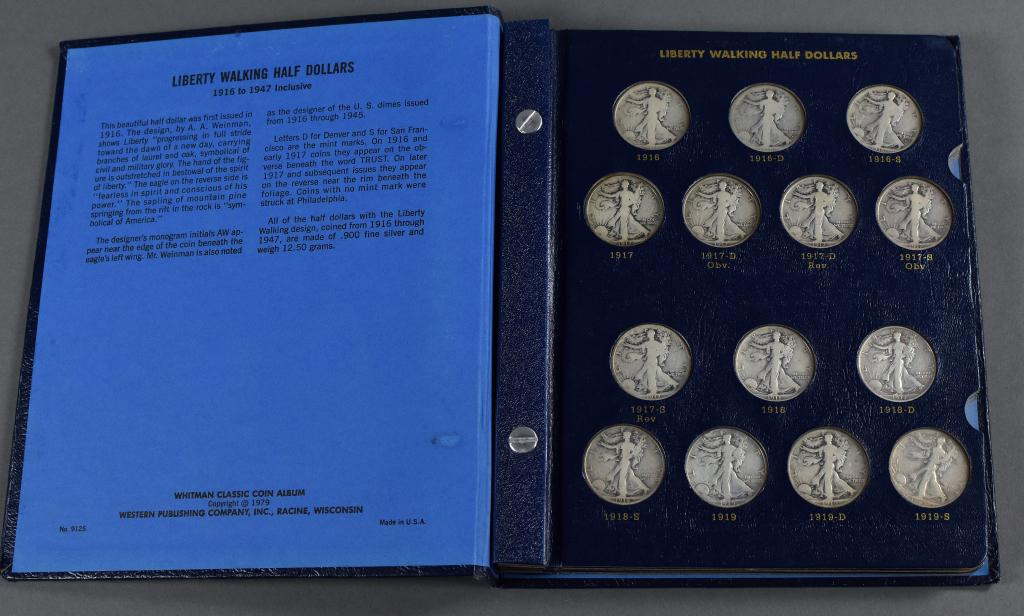 LIBERTY WALKING HALF DOLLARS
1916 to 1947 Inclusive
This beautiful half dollar was first issued in
1916. The design, by A. A. Weinman,
shows Liberty "progressing in full stride
toward the dawn of a new day, carrying
branches of laurel and oak, symbolical of
civil and military glory. The hand of the fig-
ure is outstretched in bestowal of the spirit
of liberty." The eagle on the reverse side is
"fearless in spirit and conscious of his
power." The sapling of mountain pine
springing from the rift in the rock is "sym-
bolical of America."
The designer's monogram initials AW ap-
pear near the edge of the coin beneath the
eagle's left wing. Mr. Weinman is also noted
as the designer of the U. S. dimes issued
from 1916 through 1945.
Letters D for Denver and S for San Fran-
cisco are the mint marks. On 1916 and
early 1917 coins they appear on the ob-
verse beneath the word TRUST. On later
1917 and subsequent issues they appear
on the reverse near the rim beneath the
foliage. Coins with no mint mark were
struck at Philadelphia.
All of the half dollars with the Liberty
Walking design, coined from 1916 through
1947, are made of .900 fine silver and
weigh 12.50 grams.
WHITMAN CLASSIC COIN ALBUM
Copyright © 1979
WESTERN PUBLISHING COMPANY, INC., RACINE, WISCONSIN
No. 9125
Made in U.S.A.
LIBERTY WALKING HALF DOLLARS
1916 1916-D 1916-S
1917 1917-D 1917-D 1917-S
Obv. Rev. Obv
1917-S 1918 1918-D
Rev
1918-S 1919 1919-D 1919-S